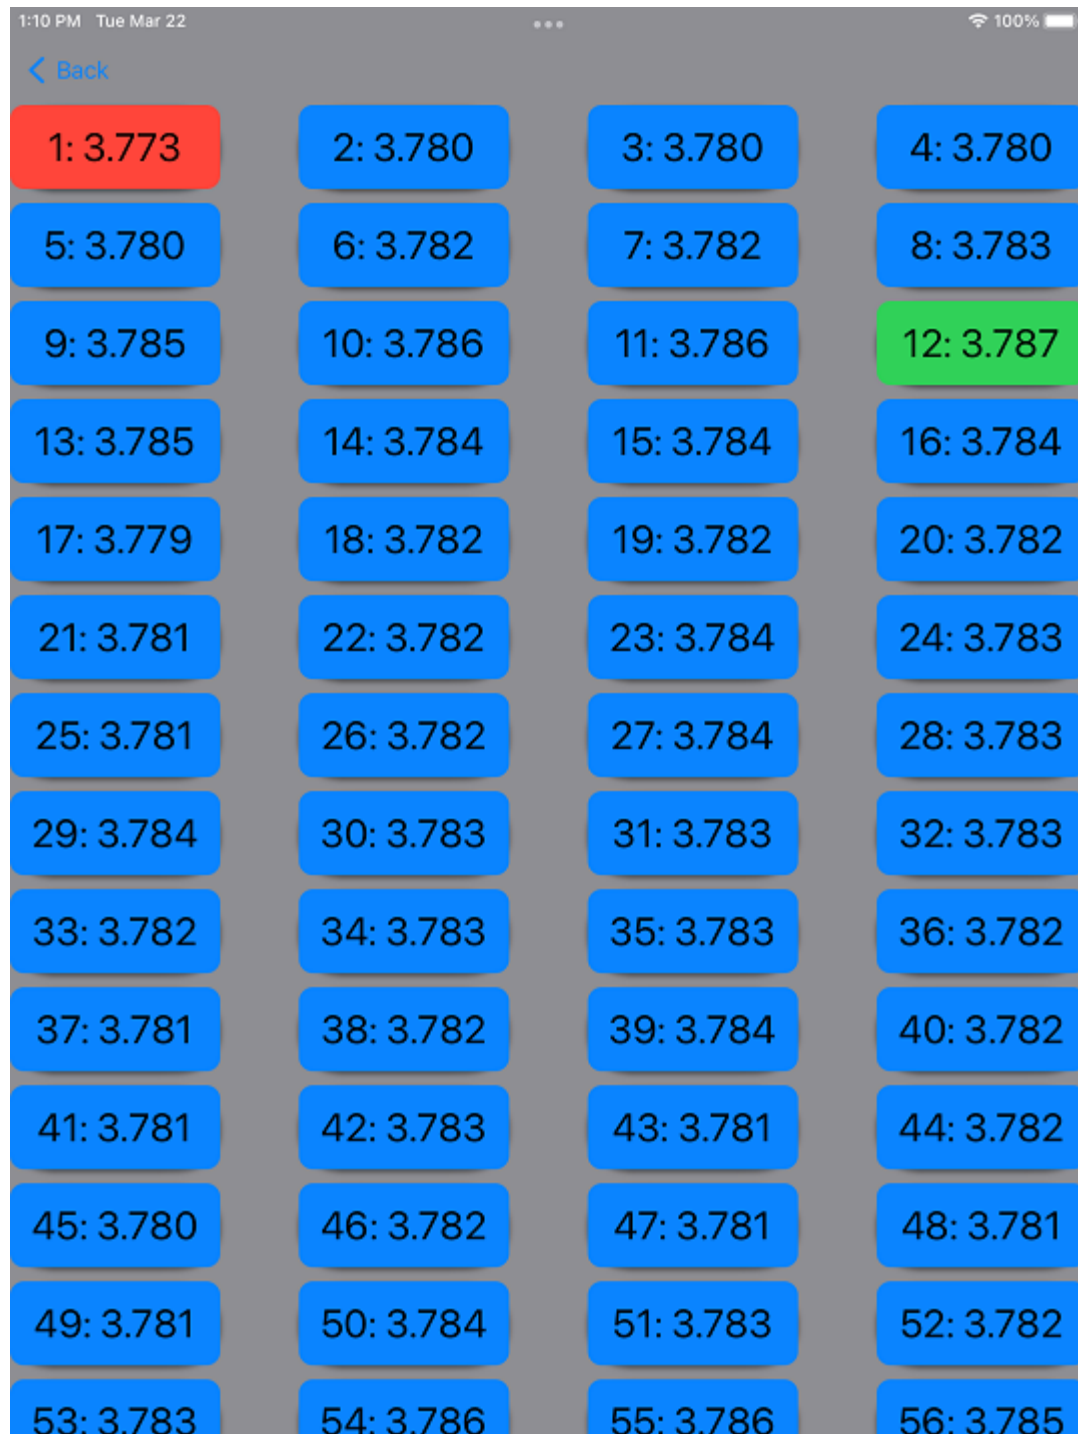 1:10 PM Tue Mar 22 100%
Back
1: 3.773 2: 3.780 3: 3.780 4: 3.780
5: 3.780 6: 3.782 7: 3.782 8: 3.783
9: 3.785 10: 3.786 11: 3.786 12: 3.787
13: 3.785 14: 3.784 15: 3.784 16: 3.784
17: 3.779 18: 3.782 19: 3.782 20: 3.782
21: 3.781 22: 3.782 23: 3.784 24: 3.783
25: 3.781 26: 3.782 27: 3.784 28: 3.783
29: 3.784 30: 3.783 31: 3.783 32: 3.783
33: 3.782 34: 3.783 35: 3.783 36: 3.782
37: 3.781 38: 3.782 39: 3.784 40: 3.782
41: 3.781 42: 3.783 43: 3.781 44: 3.782
45: 3.780 46: 3.782 47: 3.781 48: 3.781
49: 3.781 50: 3.784 51: 3.783 52: 3.782
53: 3.783 54: 3.786 55: 3.786 56: 3.785